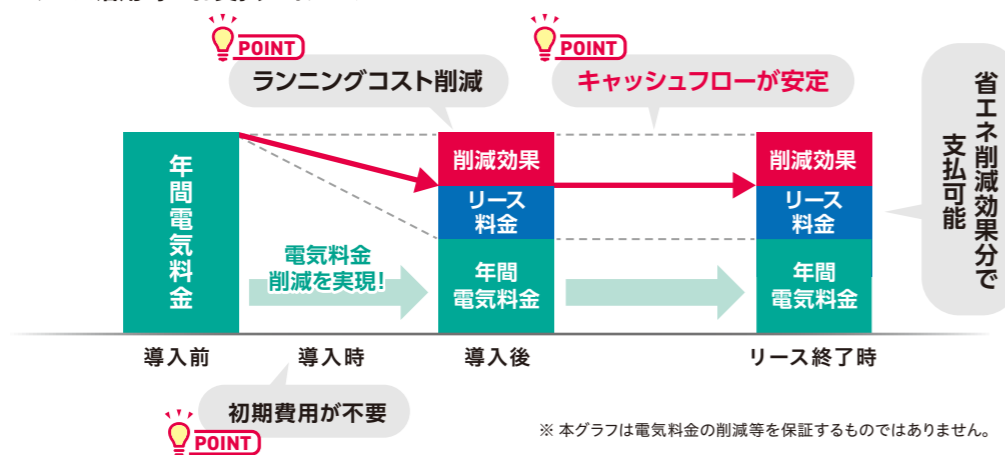 POINT
ランニングコスト削減
POINT
キャッシュフローが安定
省エネ削減効果分で
支払可能
年間電気料金
削減効果
リース
料金
年間
電気料金
削減効果
リース
料金
年間
電気料金
電気料金
削減を実現!
導入前
導入時
導入後
リース終了時
初期費用が不要
POINT
※ 本グラフは電気料金の削減等を保証するものではありません。